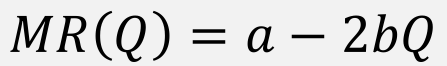 MR(Q) = a − 2bQ